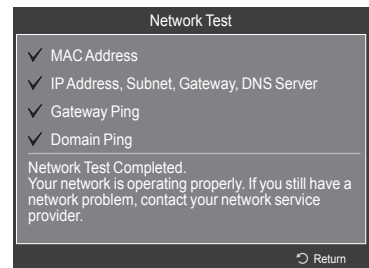 Network Test
MAC Address
IP Address, Subnet, Gateway, DNS Server
Gateway Ping
Domain Ping
Network Test Completed.
Your network is operating properly. If you still have a
network problem, contact your network service
provider.
Return